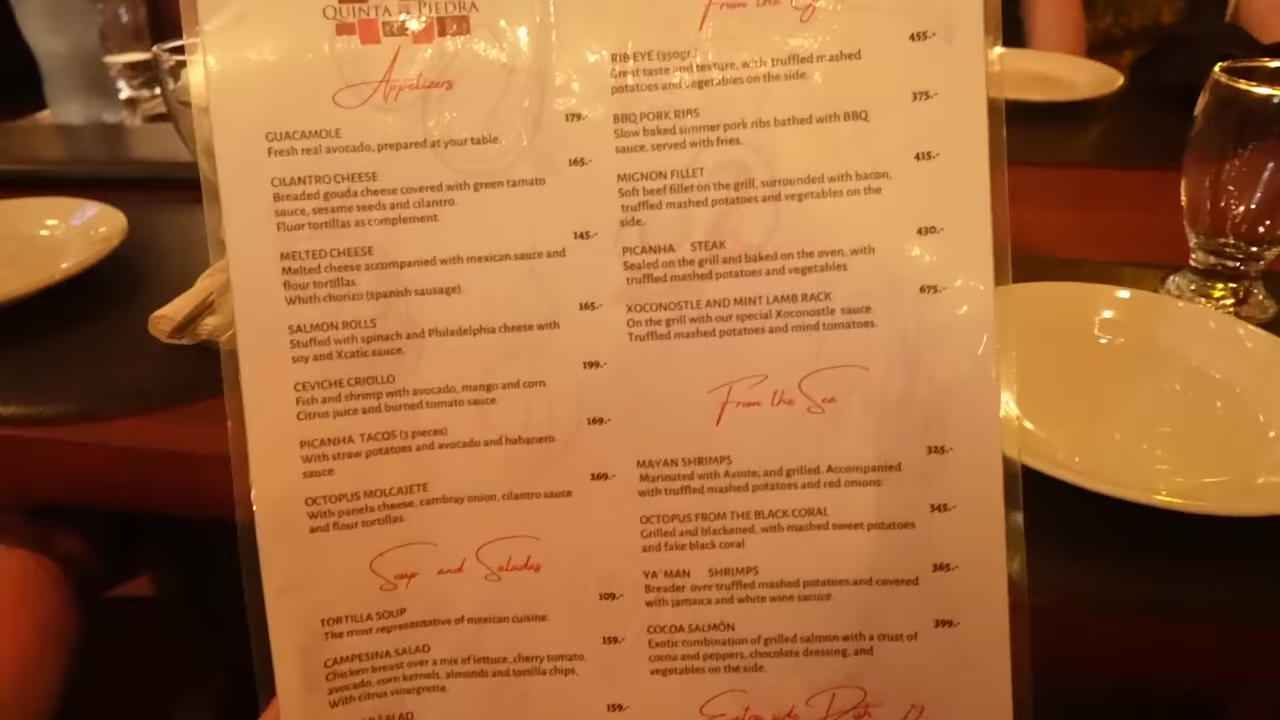 QUINTA DE PIEDRA
Appetizers
179.-
GUACAMOLE
Fresh real avocado, prepared at your table.
165.-
CILANTRO CHEESE
Breaded gouda cheese covered with green tamato
sauce, sesame seeds and cilantro.
Fluor tortillas as complement.
145.-
MELTED CHEESE
Melted cheese accompanied with mexican sauce and
flour tortillas.
Whith chorizo (spanish sausage).
165.-
SALMON ROLLS
Stuffed with spinach and Philadelphia cheese with
soy and Xcatic sauce.
199.-
CEVICHE CRIOLLO
Fish and shrimp with avocado, mango and corn.
Citrus juice and burned tomato sauce.
169.-
PICANHA TACOS (3 pieces)
With straw potatoes and avocado and habanero
sauce
269.-
OCTOPUS MOLCAJETE
With panela cheese, cambray onion, cilantro sauce
and flour tortillas.
Soup and Saladas
109.-
TORTILLA SOUP
The most representative of mexican cuisine.
159.-
CAMPESINA SALAD
Chicken breast over a mix of lettuce, cherry tomato,
avocado, corn kernels, almonds and tortilla chips,
With citrus vinargrette.
159.-
SALAD
From the
455.-
RIB EYE (350gr.)
Great taste and texture, with truffled mashed
potatoes and vegetables on the side.
375.-
BBQ PORK RIBS
Slow baked simmer pork ribs bathed with BBQ
sauce, served with fries.
415.-
MIGNON FILLET
Soft beef fillet on the grill, surrounded with bacon,
truffled mashed potatoes and vegetables on the
side.
430.-
PICANHA STEAK
Sealed on the grill and baked on the oven, with
truffled mashed potatoes and vegetables
675.-
XOCONOSTLE AND MINT LAMB RACK
On the grill with our special Xoconostle sauce.
Truffled mashed potatoes and mind tomatoes.
From the Sea
325.-
MAYAN SHRIMPS
Marinated with Axiote, and grilled. Accompanied
with truffled mashed potatoes and red onions
345.-
OCTOPUS FROM THE BLACK CORAL
Grilled and blackened, with mashed sweet potatoes
and fake black coral
365.-
YA'MAN SHRIMPS
Breader over truffled mashed potatoes and covered
with jamaica and white wine saruce
399.-
COCOA SALMÓN
Exotic combination of grilled salmon with a crust of
cocoa and peppers, chocolate dressing, and
vegetables on the side.